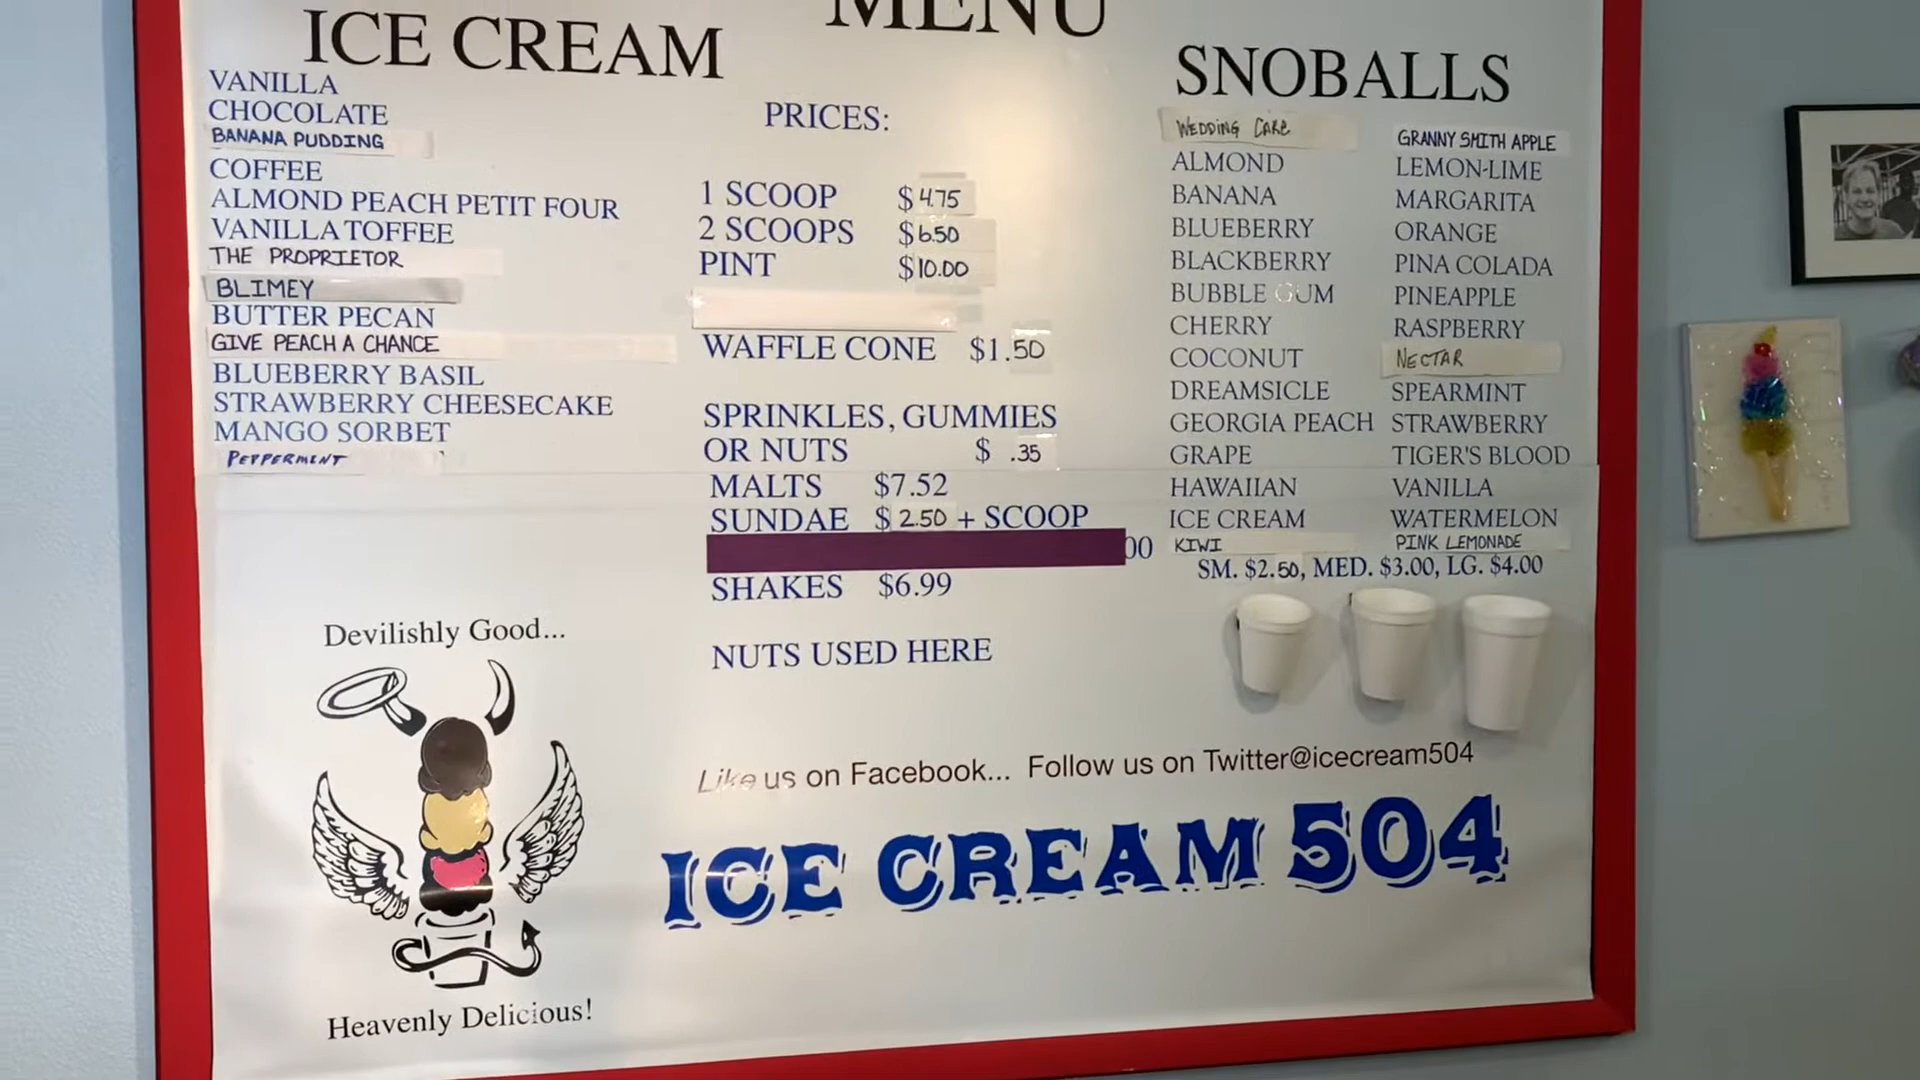 MENU
ICE CREAM
VANILLA
CHOCOLATE
BANANA PUDDING
COFFEE
ALMOND PEACH PETIT FOUR
VANILLA TOFFEE
THE PROPRIETOR
BLIMEY
BUTTER PECAN
GIVE PEACH A CHANCE
BLUEBERRY BASIL
STRAWBERRY CHEESECAKE
MANGO SORBET
PEPPERMINT
PRICES:
1 SCOOP $4.75
2 SCOOPS $6.50
PINT $10.00
WAFFLE CONE $1.50
SPRINKLES, GUMMIES
OR NUTS $ .35
MALTS $7.52
SUNDAE $2.50 + SCOOP
00
SHAKES $6.99
NUTS USED HERE
SNOBALLS
WEDDING CAKE
ALMOND
BANANA
BLUEBERRY
BLACKBERRY
BUBBLE GUM
CHERRY
COCONUT
DREAMSICLE
GEORGIA PEACH
GRAPE
HAWAIIAN
ICE CREAM
KIWI
GRANNY SMITH APPLE
LEMON-LIME
MARGARITA
ORANGE
PINA COLADA
PINEAPPLE
RASPBERRY
NECTAR
SPEARMINT
STRAWBERRY
TIGER'S BLOOD
VANILLA
WATERMELON
PINK LEMONADE
SM. $2.50, MED. $3.00, LG. $4.00
Devilishly Good...
Heavenly Delicious!
Like us on Facebook... Follow us on Twitter@icecream504
ICE CREAM 504